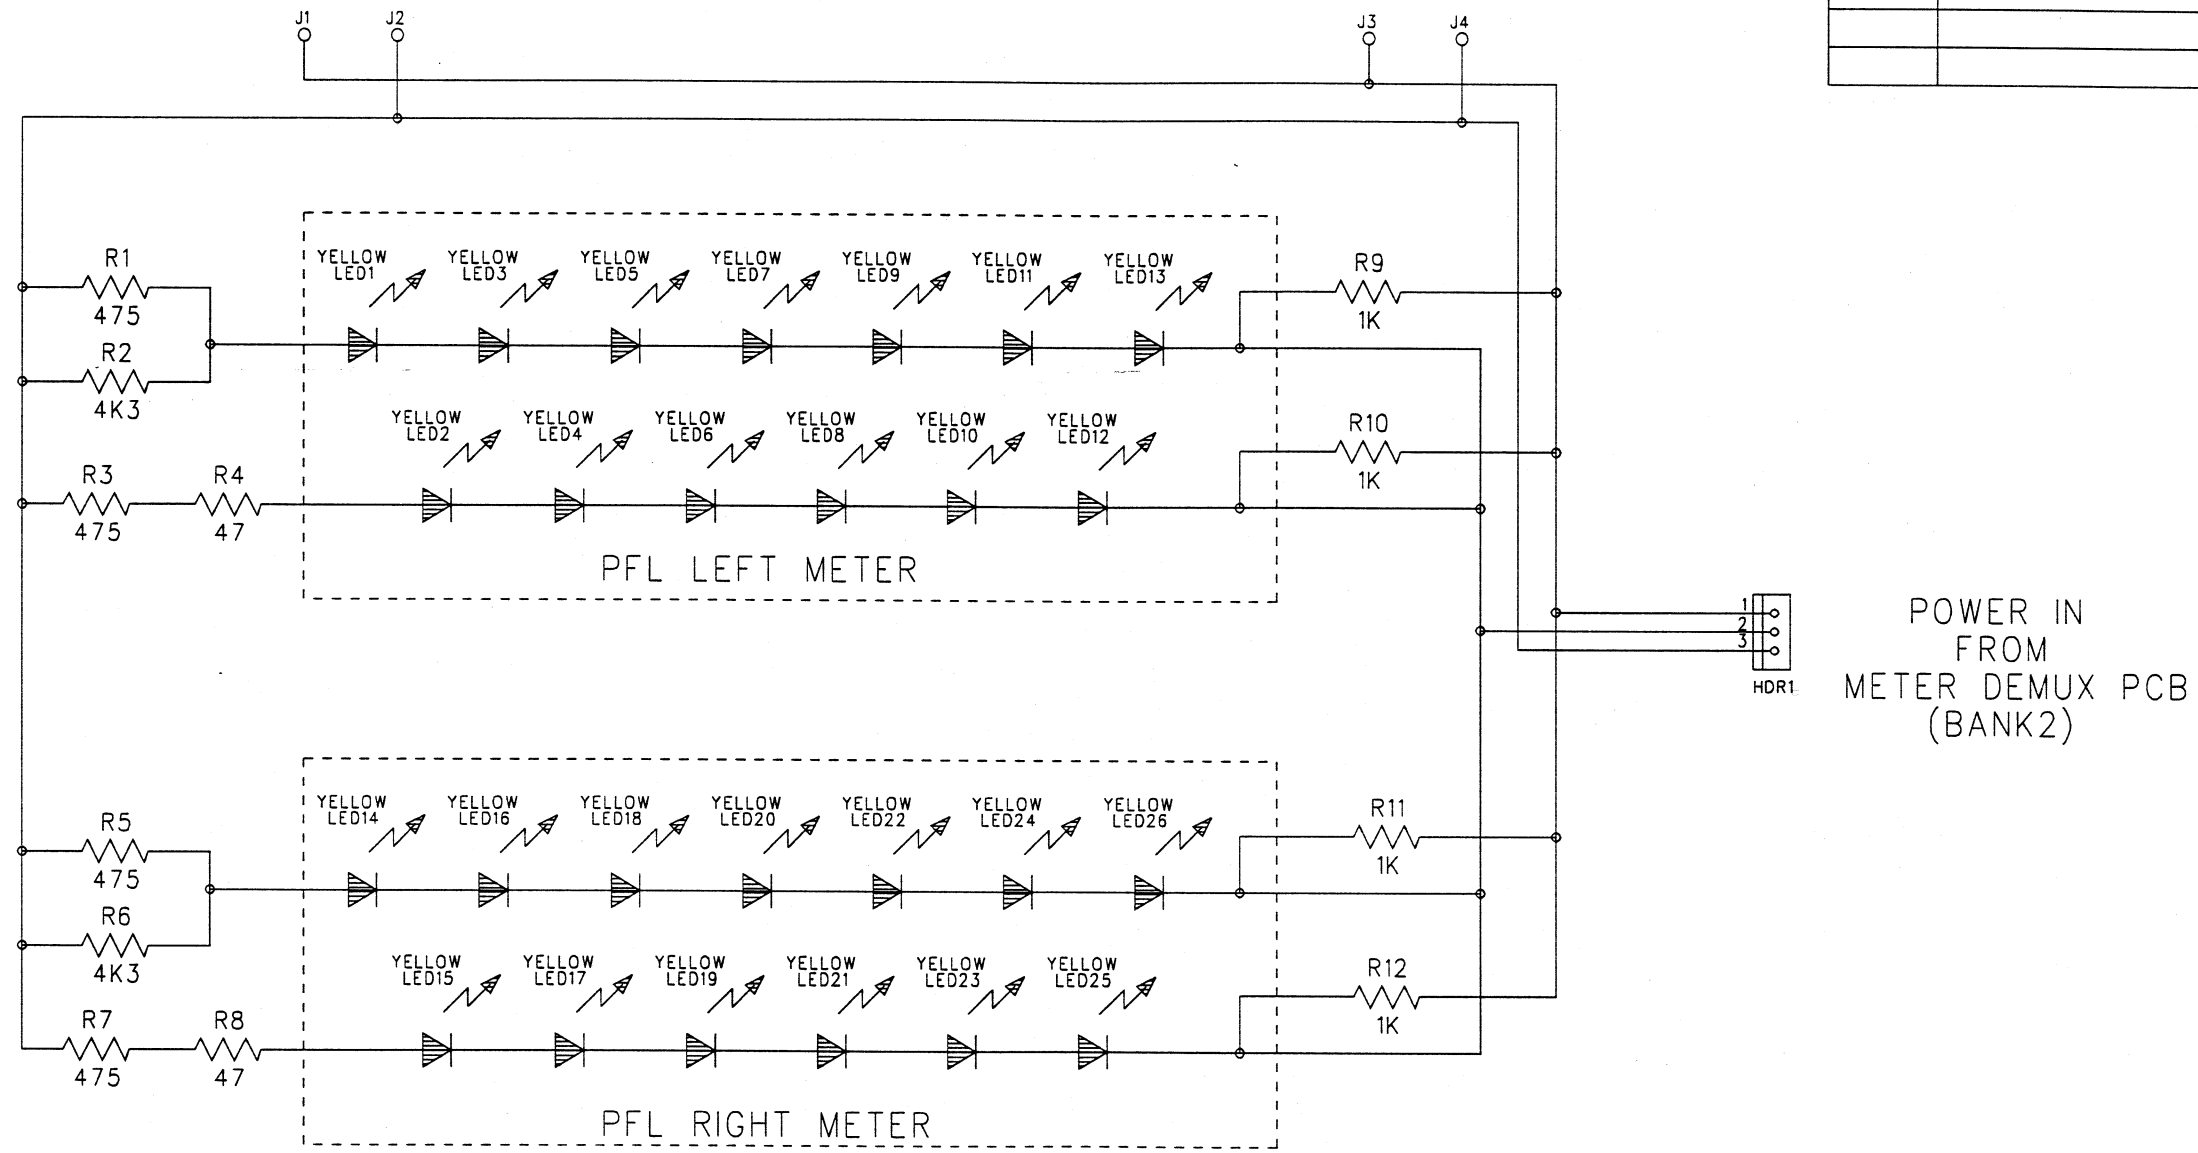 J1
J2
J3
J4
R1
475
R2
4K3
R3
475
R4
47
YELLOW
LED1
YELLOW
LED3
YELLOW
LED5
YELLOW
LED7
YELLOW
LED9
YELLOW
LED11
YELLOW
LED13
R9
1K
YELLOW
LED2
YELLOW
LED4
YELLOW
LED6
YELLOW
LED8
YELLOW
LED10
YELLOW
LED12
R10
1K
PFL LEFT METER
1
2
3
HDR1
POWER IN
FROM
METER DEMUX PCB
(BANK2)
R5
475
R6
4K3
R7
475
R8
47
YELLOW
LED14
YELLOW
LED16
YELLOW
LED18
YELLOW
LED20
YELLOW
LED22
YELLOW
LED24
YELLOW
LED26
R11
1K
YELLOW
LED15
YELLOW
LED17
YELLOW
LED19
YELLOW
LED21
YELLOW
LED23
YELLOW
LED25
R12
1K
PFL RIGHT METER